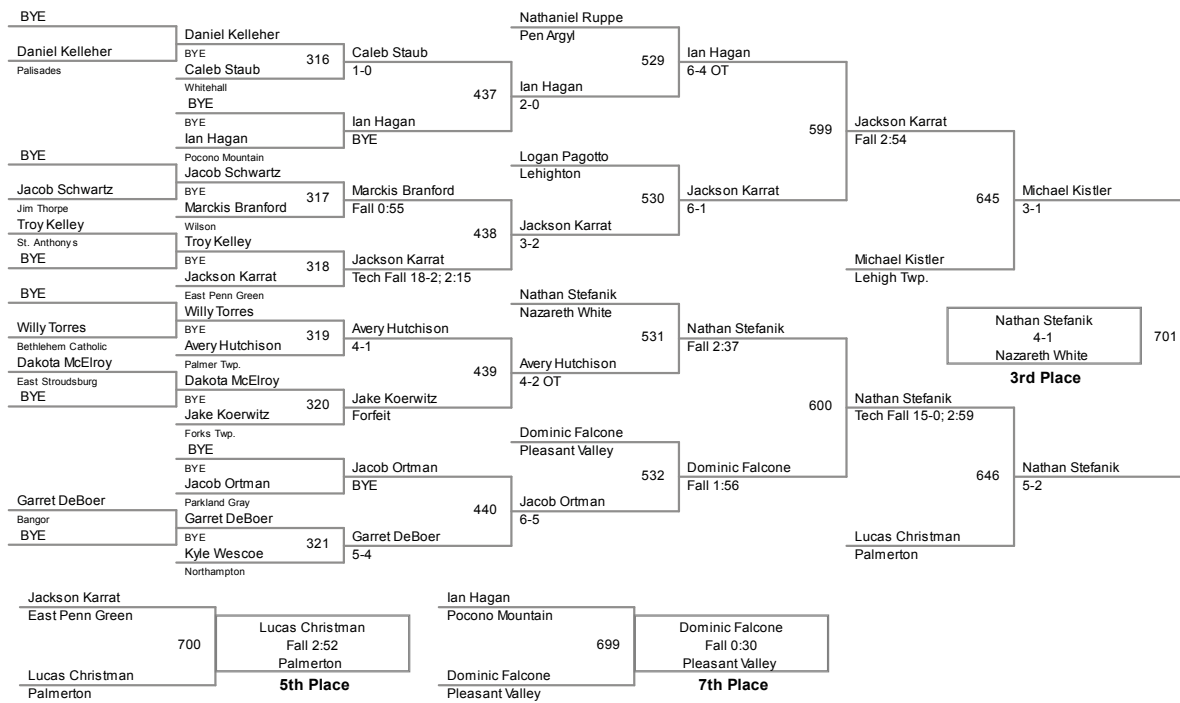 BYE
Daniel Kelleher
Palisades
BYE
Jacob Schwartz
Jim Thorpe
Troy Kelley
St. Anthonys
BYE
BYE
Willy Torres
Bethlehem Catholic
Dakota McElroy
East Stroudsburg
BYE
Garret DeBoer
Bangor
BYE
Daniel Kelleher
BYE
316
Caleb Staub
Whitehall
BYE
BYE
Ian Hagan
Pocono Mountain
Jacob Schwartz
BYE
317
Marckis Branford
Wilson
Troy Kelley
BYE
318
Jackson Karrat
East Penn Green
Willy Torres
BYE
319
Avery Hutchison
Palmer Twp.
Dakota McElroy
BYE
320
Jake Koerwitz
Forks Twp.
BYE
BYE
Jacob Ortman
Parkland Gray
Garret DeBoer
BYE
321
Kyle Wescoe
Northampton
Caleb Staub
1-0
437
Ian Hagan
BYE
Marckis Branford
Fall 0:55
438
Jackson Karrat
Tech Fall 18-2; 2:15
Avery Hutchison
4-1
439
Jake Koerwitz
Forfeit
Jacob Ortman
BYE
440
Garret DeBoer
5-4
Nathaniel Ruppe
Pen Argyl
529
Ian Hagan
2-0
Logan Pagotto
Lehighton
530
Jackson Karrat
3-2
Nathan Stefanik
Nazareth White
531
Avery Hutchison
4-2 OT
Dominic Falcone
Pleasant Valley
532
Jacob Ortman
6-5
Ian Hagan
6-4 OT
599
Jackson Karrat
6-1
Nathan Stefanik
Fall 2:37
600
Dominic Falcone
Fall 1:56
Jackson Karrat
Fall 2:54
645
Michael Kistler
Lehigh Twp.
Nathan Stefanik
Tech Fall 15-0; 2:59
646
Lucas Christman
Palmerton
Michael Kistler
3-1
Nathan Stefanik
4-1
Nazareth White
701
3rd Place
Nathan Stefanik
5-2
Jackson Karrat
East Penn Green
700
Lucas Christman
Palmerton
Lucas Christman
Fall 2:52
Palmerton
5th Place
Ian Hagan
Pocono Mountain
699
Dominic Falcone
Pleasant Valley
Dominic Falcone
Fall 0:30
Pleasant Valley
7th Place